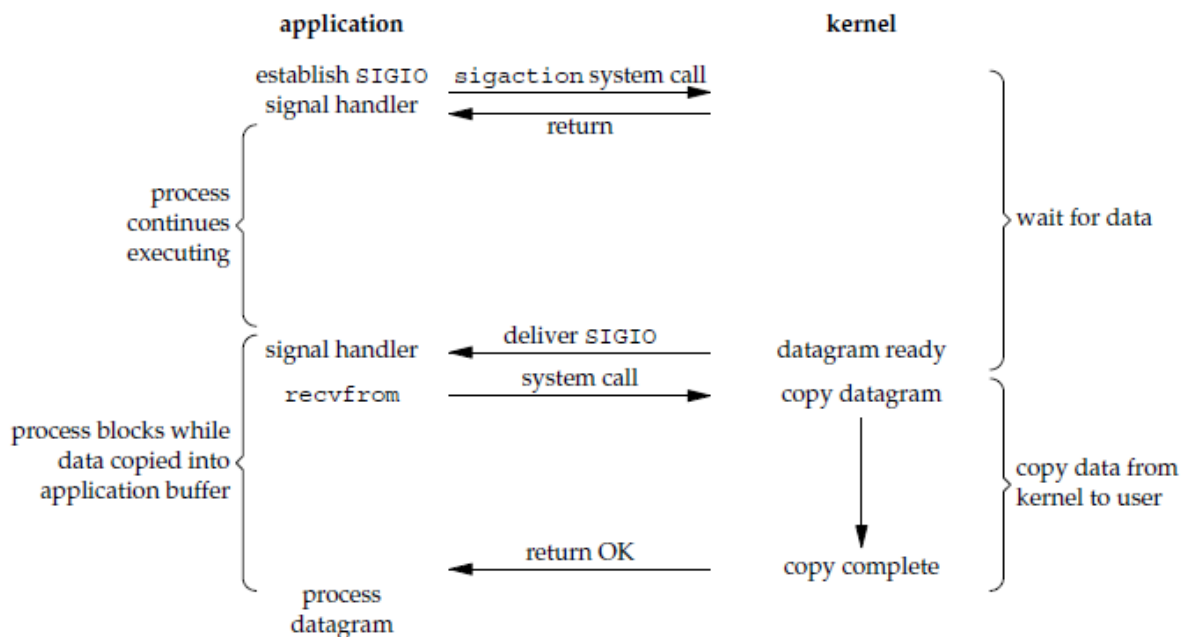 application
kernel
establish SIGIO
signal handler
sigaction system call
return
process
continues
executing
wait for data
signal handler
deliver SIGIO
datagram ready
recvfrom
system call
copy datagram
process blocks while
data copied into
application buffer
copy data from
kernel to user
return OK
copy complete
process
datagram